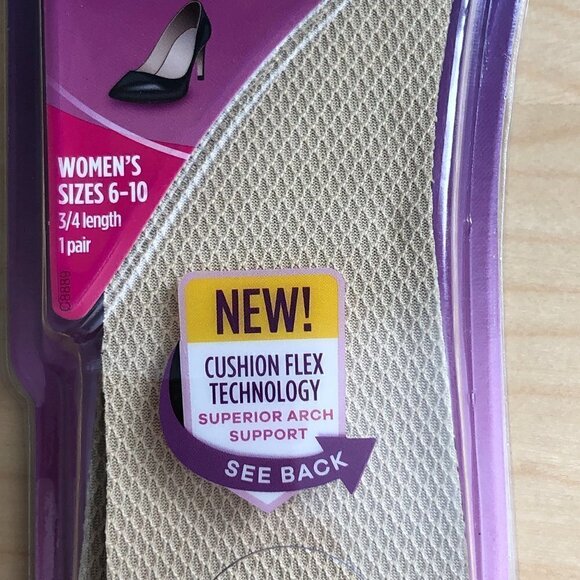 WOMEN'S
SIZES 6-10
3/4 length
1 pair
NEW!
CUSHION FLEX
TECHNOLOGY
SUPERIOR ARCH
SUPPORT
SEE BACK